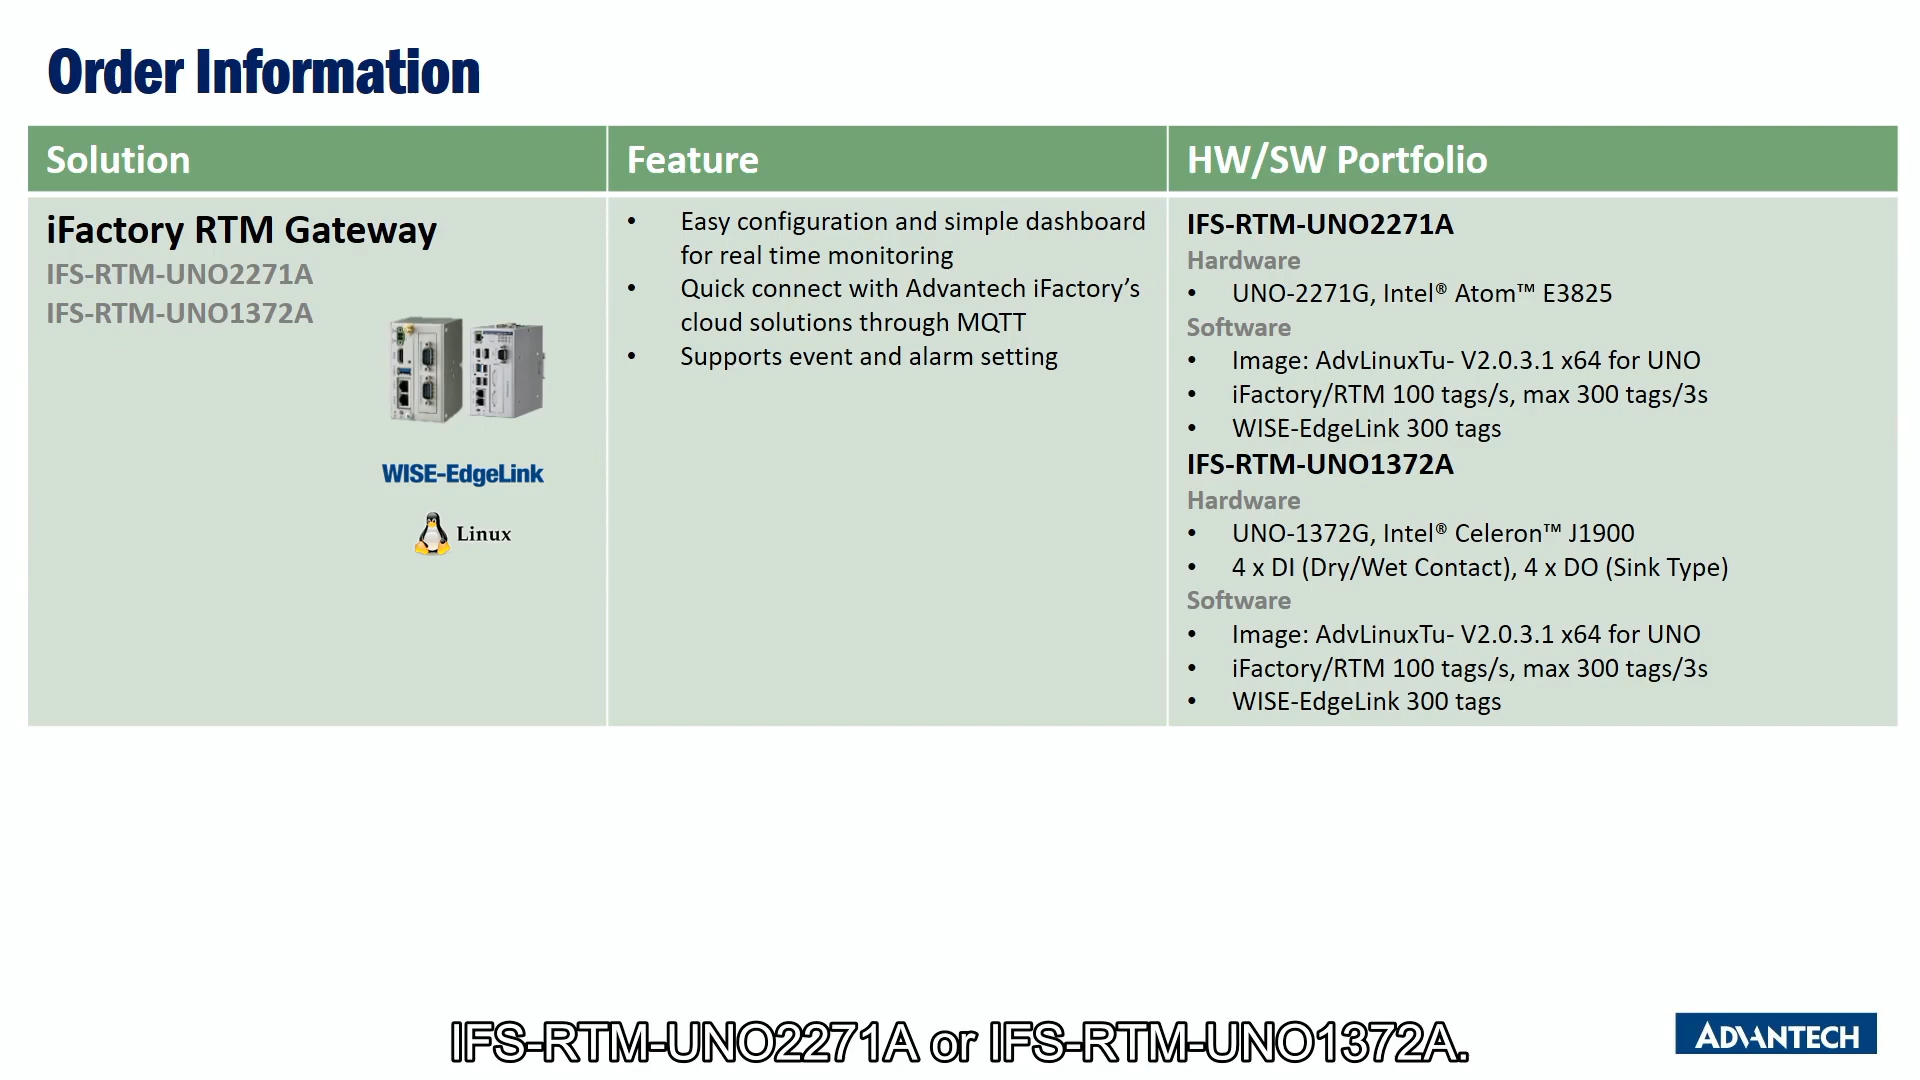 Order Information
Solution
Feature
HW/SW Portfolio
iFactory RTM Gateway
IFS-RTM-UNO2271A
IFS-RTM-UNO1372A
WISE-EdgeLink
Linux
• Easy configuration and simple dashboard
for real time monitoring
• Quick connect with Advantech iFactory’s
cloud solutions through MQTT
• Supports event and alarm setting
IFS-RTM-UNO2271A
Hardware
• UNO-2271G, Intel® Atom™ E3825
Software
• Image: AdvLinuxTu- V2.0.3.1 x64 for UNO
• iFactory/RTM 100 tags/s, max 300 tags/3s
• WISE-EdgeLink 300 tags
IFS-RTM-UNO1372A
Hardware
• UNO-1372G, Intel® Celeron™ J1900
• 4 x DI (Dry/Wet Contact), 4 x DO (Sink Type)
Software
• Image: AdvLinuxTu- V2.0.3.1 x64 for UNO
• iFactory/RTM 100 tags/s, max 300 tags/3s
• WISE-EdgeLink 300 tags
IFS-RTM-UNO2271A or IFS-RTM-UNO1372A.
ADVANTECH